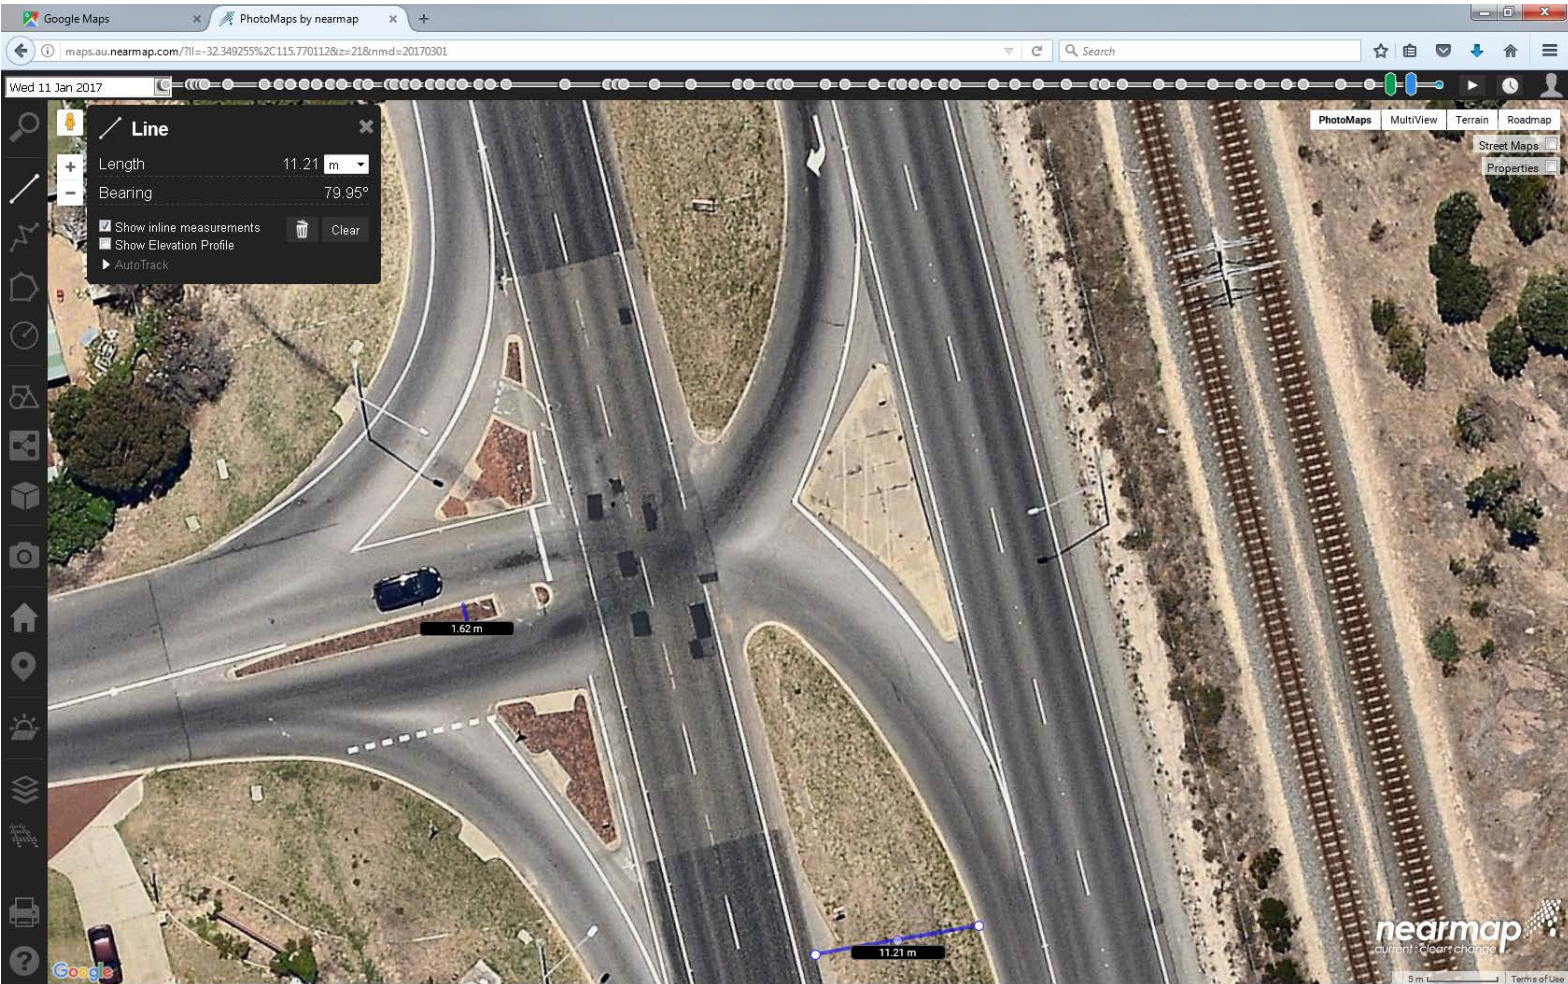 Google Maps
PhotoMaps by nearmap
maps.au.nearmap.com/?ll=-32.349255%2C115.770112&z=21&nmd=20170301
Search
Wed 11 Jan 2017
Line
Length 11.21 m
Bearing 79.95°
Show inline measurements
Clear
Show Elevation Profile
AutoTrack
PhotoMaps MultiView Terrain Roadmap
Street Maps
Properties
1.62 m
11.21 m
nearmap
current:clear:change
Google
5 m
Terms of Use